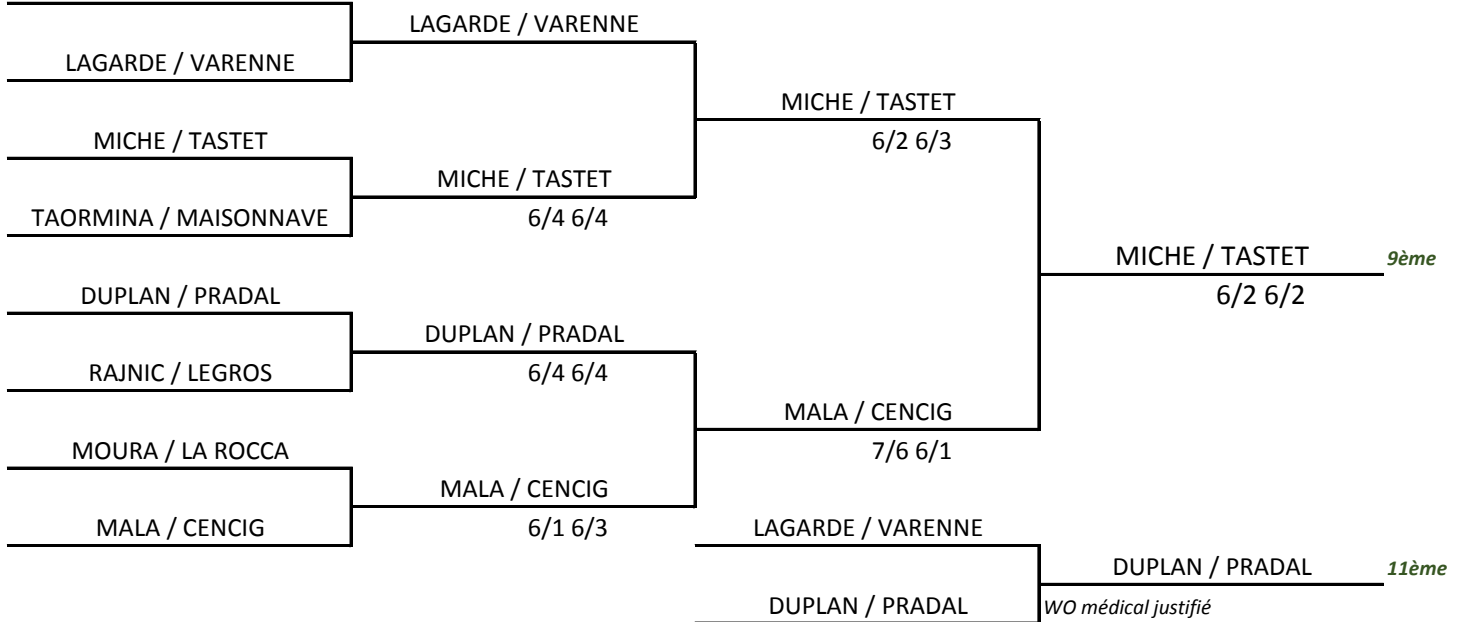 LAGARDE / VARENNE
LAGARDE / VARENNE
MICHE / TASTET
MICHE / TASTET
6/2 6/3
MICHE / TASTET
TAORMINA / MAISONNAVE
6/4 6/4
MICHE / TASTET
9ème
6/2 6/2
DUPLAN / PRADAL
DUPLAN / PRADAL
RAJNIC / LEGROS
6/4 6/4
MALA / CENCIG
7/6 6/1
MOURA / LA ROCCA
MALA / CENCIG
MALA / CENCIG
6/1 6/3
LAGARDE / VARENNE
DUPLAN / PRADAL
11ème
DUPLAN / PRADAL
WO médical justifié